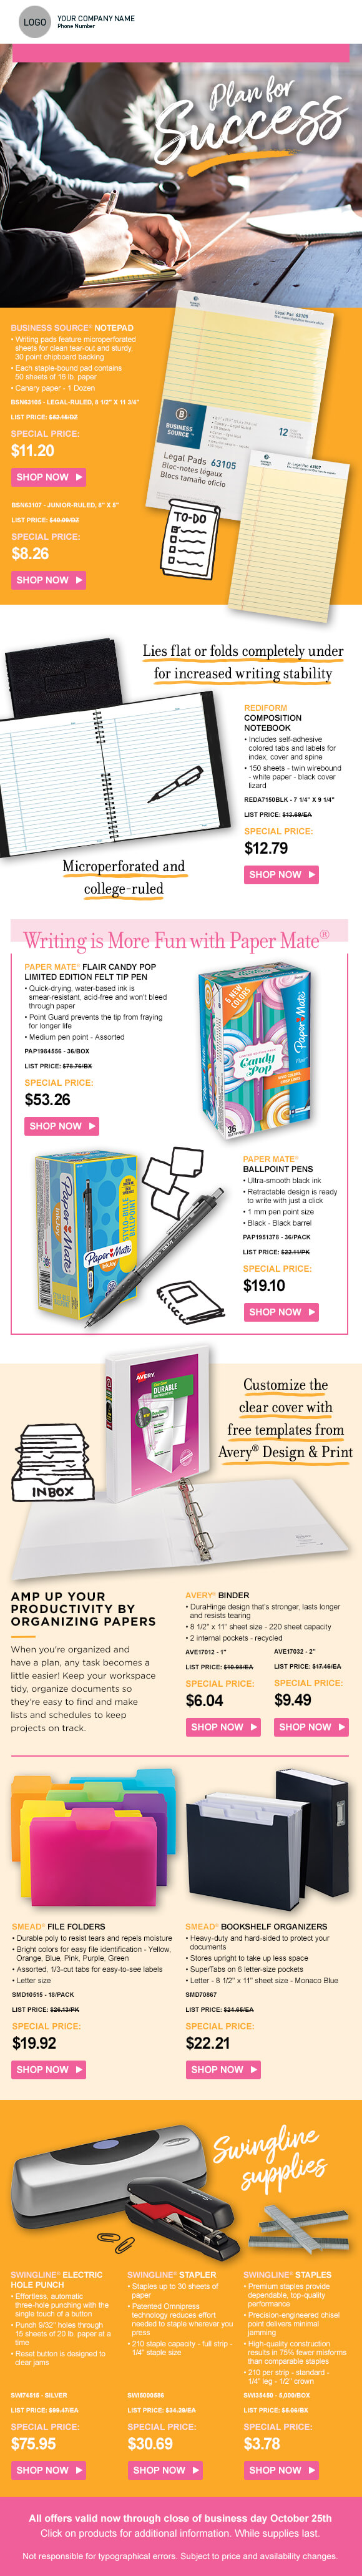 LOGO
YOUR COMPANY NAME
Phone Number
Plan for
Success
BUSINESS SOURCE® NOTEPAD
• Writing pads feature microperforated
sheets for clean tear-out and sturdy,
30 point chipboard backing
• Each staple-bound pad contains
50 sheets of 16 lb. paper
• Canary paper - 1 Dozen
BSN63105 - LEGAL-RULED, 8 1/2" X 11 3/4"
LIST PRICE:
SPECIAL PRICE:
$11.20
SHOP NOW
BSN63107 - JUNIOR-RULED, 5" X 8"
LIST PRICE:
SPECIAL PRICE:
$8.26
SHOP NOW
Legal Pad 63105
BUSINESS
SOURCE
12
Legal Pads 63105
Bloc-notes légaux
Blocs tamaño oficio
Legal Pad 63107
TO-DO
Lies flat or folds completely under
for increased writing stability
REDIFORM
COMPOSITION
NOTEBOOK
• Includes self-adhesive
colored tabs and labels for
index, cover and spine
• 150 sheets - twin wirebound
- white paper - black cover
lizard
REDA7150BLK - 7 1/4" X 9 1/4"
LIST PRICE: $13.69/EA
SPECIAL PRICE:
$12.79
SHOP NOW
Microperforated and
college-ruled
Writing is More Fun with Paper Mate®
PAPER MATE® FLAIR CANDY POP
LIMITED EDITION FELT TIP PEN
• Quick-drying, water-based ink is
smear-resistant, acid-free and won't bleed
through paper
• Point Guard prevents the tip from fraying
for longer life
• Medium pen point - Assorted
PAP1984556 - 36/BOX
LIST PRICE: $78.76/BX
SPECIAL PRICE:
$53.26
SHOP NOW
6 NEW
COLORS
Candy
Pop
Paper Mate
Flair
36
Paper Mate
InkJoy
PAPER MATE®
BALLPOINT PENS
• Ultra-smooth black ink
• Retractable design is ready
to write with just a click
• 1 mm pen point size
• Black - Black barrel
PAP1951378 - 36/PACK
LIST PRICE: $22.11/PK
SPECIAL PRICE:
$19.10
SHOP NOW
AVERY
DURABLE
INBOX
Customize the
clear cover with
free templates from
Avery® Design & Print
AMP UP YOUR
PRODUCTIVITY BY
ORGANIZING PAPERS
When you're organized and
have a plan, any task becomes a
little easier! Keep your workspace
tidy, organize documents so
they're easy to find and make
lists and schedules to keep
projects on track.
AVERY® BINDER
• DuraHinge design that's stronger, lasts longer
and resists tearing
• 8 1/2" x 11" sheet size - 220 sheet capacity
• 2 internal pockets - recycled
AVE17012 - 1"
LIST PRICE: $10.98/EA
SPECIAL PRICE:
$6.04
SHOP NOW
AVE17032 - 2"
LIST PRICE: $17.46/EA
SPECIAL PRICE:
$9.49
SHOP NOW
SMEAD® FILE FOLDERS
• Durable poly to resist tears and repels moisture
• Bright colors for easy file identification - Yellow,
Orange, Blue, Pink, Purple, Green
• Assorted, 1/3-cut tabs for easy-to-see labels
• Letter size
SMD10515 - 18/PACK
LIST PRICE: $26.13/PK
SPECIAL PRICE:
$19.92
SHOP NOW
SMEAD® BOOKSHELF ORGANIZERS
• Heavy-duty and hard-sided to protect your
documents
• Stores upright to take up less space
• SuperTabs on 6 letter-size pockets
• Letter - 8 1/2" x 11" sheet size - Monaco Blue
SMD70867
LIST PRICE:
SPECIAL PRICE:
$22.21
SHOP NOW
Swingline
supplies
SWINGLINE® ELECTRIC
HOLE PUNCH
• Effortless, automatic
three-hole punching with the
single touch of a button
• Punch 9/32" holes through
15 sheets of 20 lb. paper at a
time
• Reset button is designed to
clear jams
SWI74515 - SILVER
LIST PRICE:
SPECIAL PRICE:
$75.95
SHOP NOW
SWINGLINE® STAPLER
• Staples up to 30 sheets of
paper
• Patented Omnipress
technology reduces effort
needed to staple wherever you
press
• 210 staple capacity - full strip -
1/4" staple size
LIST PRICE:
SPECIAL PRICE:
$30.69
SHOP NOW
SWINGLINE® STAPLES
• Premium staples provide
dependable, top-quality
performance
• Precision-engineered chisel
point delivers minimal
jamming
• High-quality construction
results in 75% fewer misforms
than comparable staples
• 210 per strip - standard -
1/4" leg - 1/2" crown
SWI35450 - 5,000/BOX
LIST PRICE:
SPECIAL PRICE:
$3.78
SHOP NOW
All offers valid now through close of business day October 25th
Click on products for additional information. While supplies last.
Not responsible for typographical errors. Subject to price and availability changes.